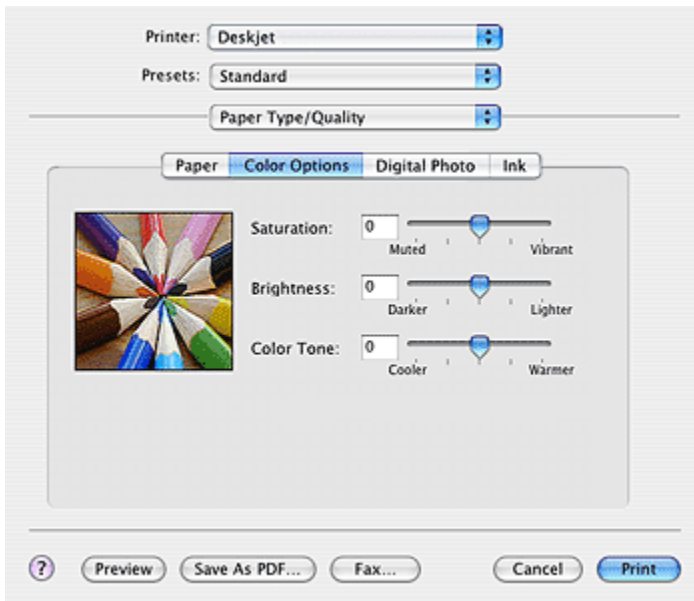 Printer: Deskjet
Presets: Standard
Paper Type/Quality
Paper Color Options Digital Photo Ink
Saturation: 0
Muted Vibrant
Brightness: 0
Darker Lighter
Color Tone: 0
Cooler Warmer
? Preview Save As PDF... Fax... Cancel Print